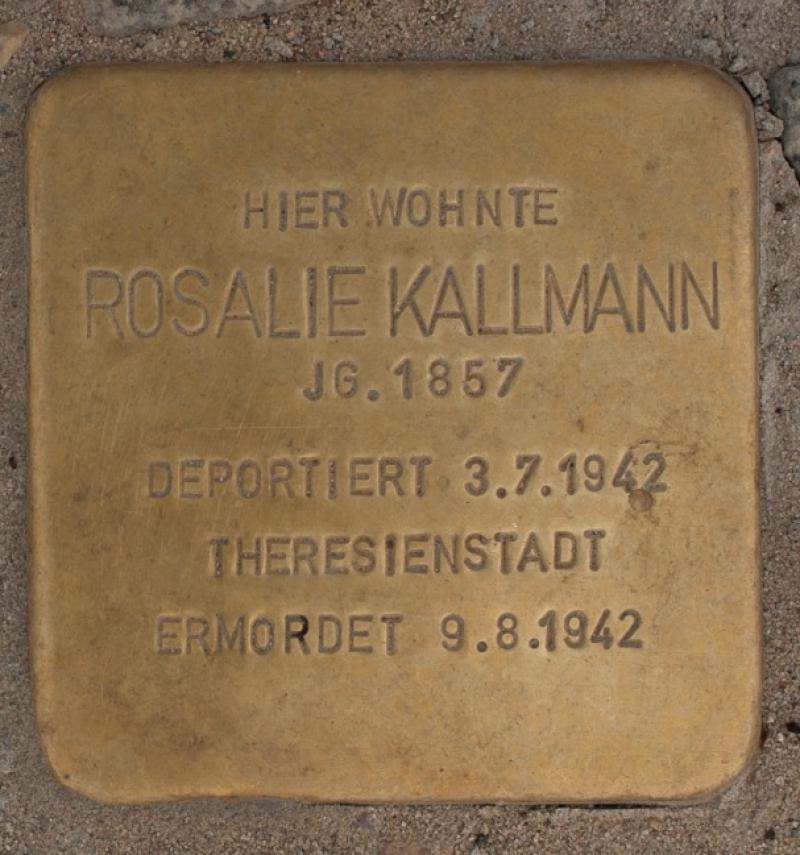 HIER WOHNTE
ROSALIE KALLMANN
JG. 1857
DEPORTIERT 3.7.1942
THERESIENSTADT
ERMORDET 9.8.1942